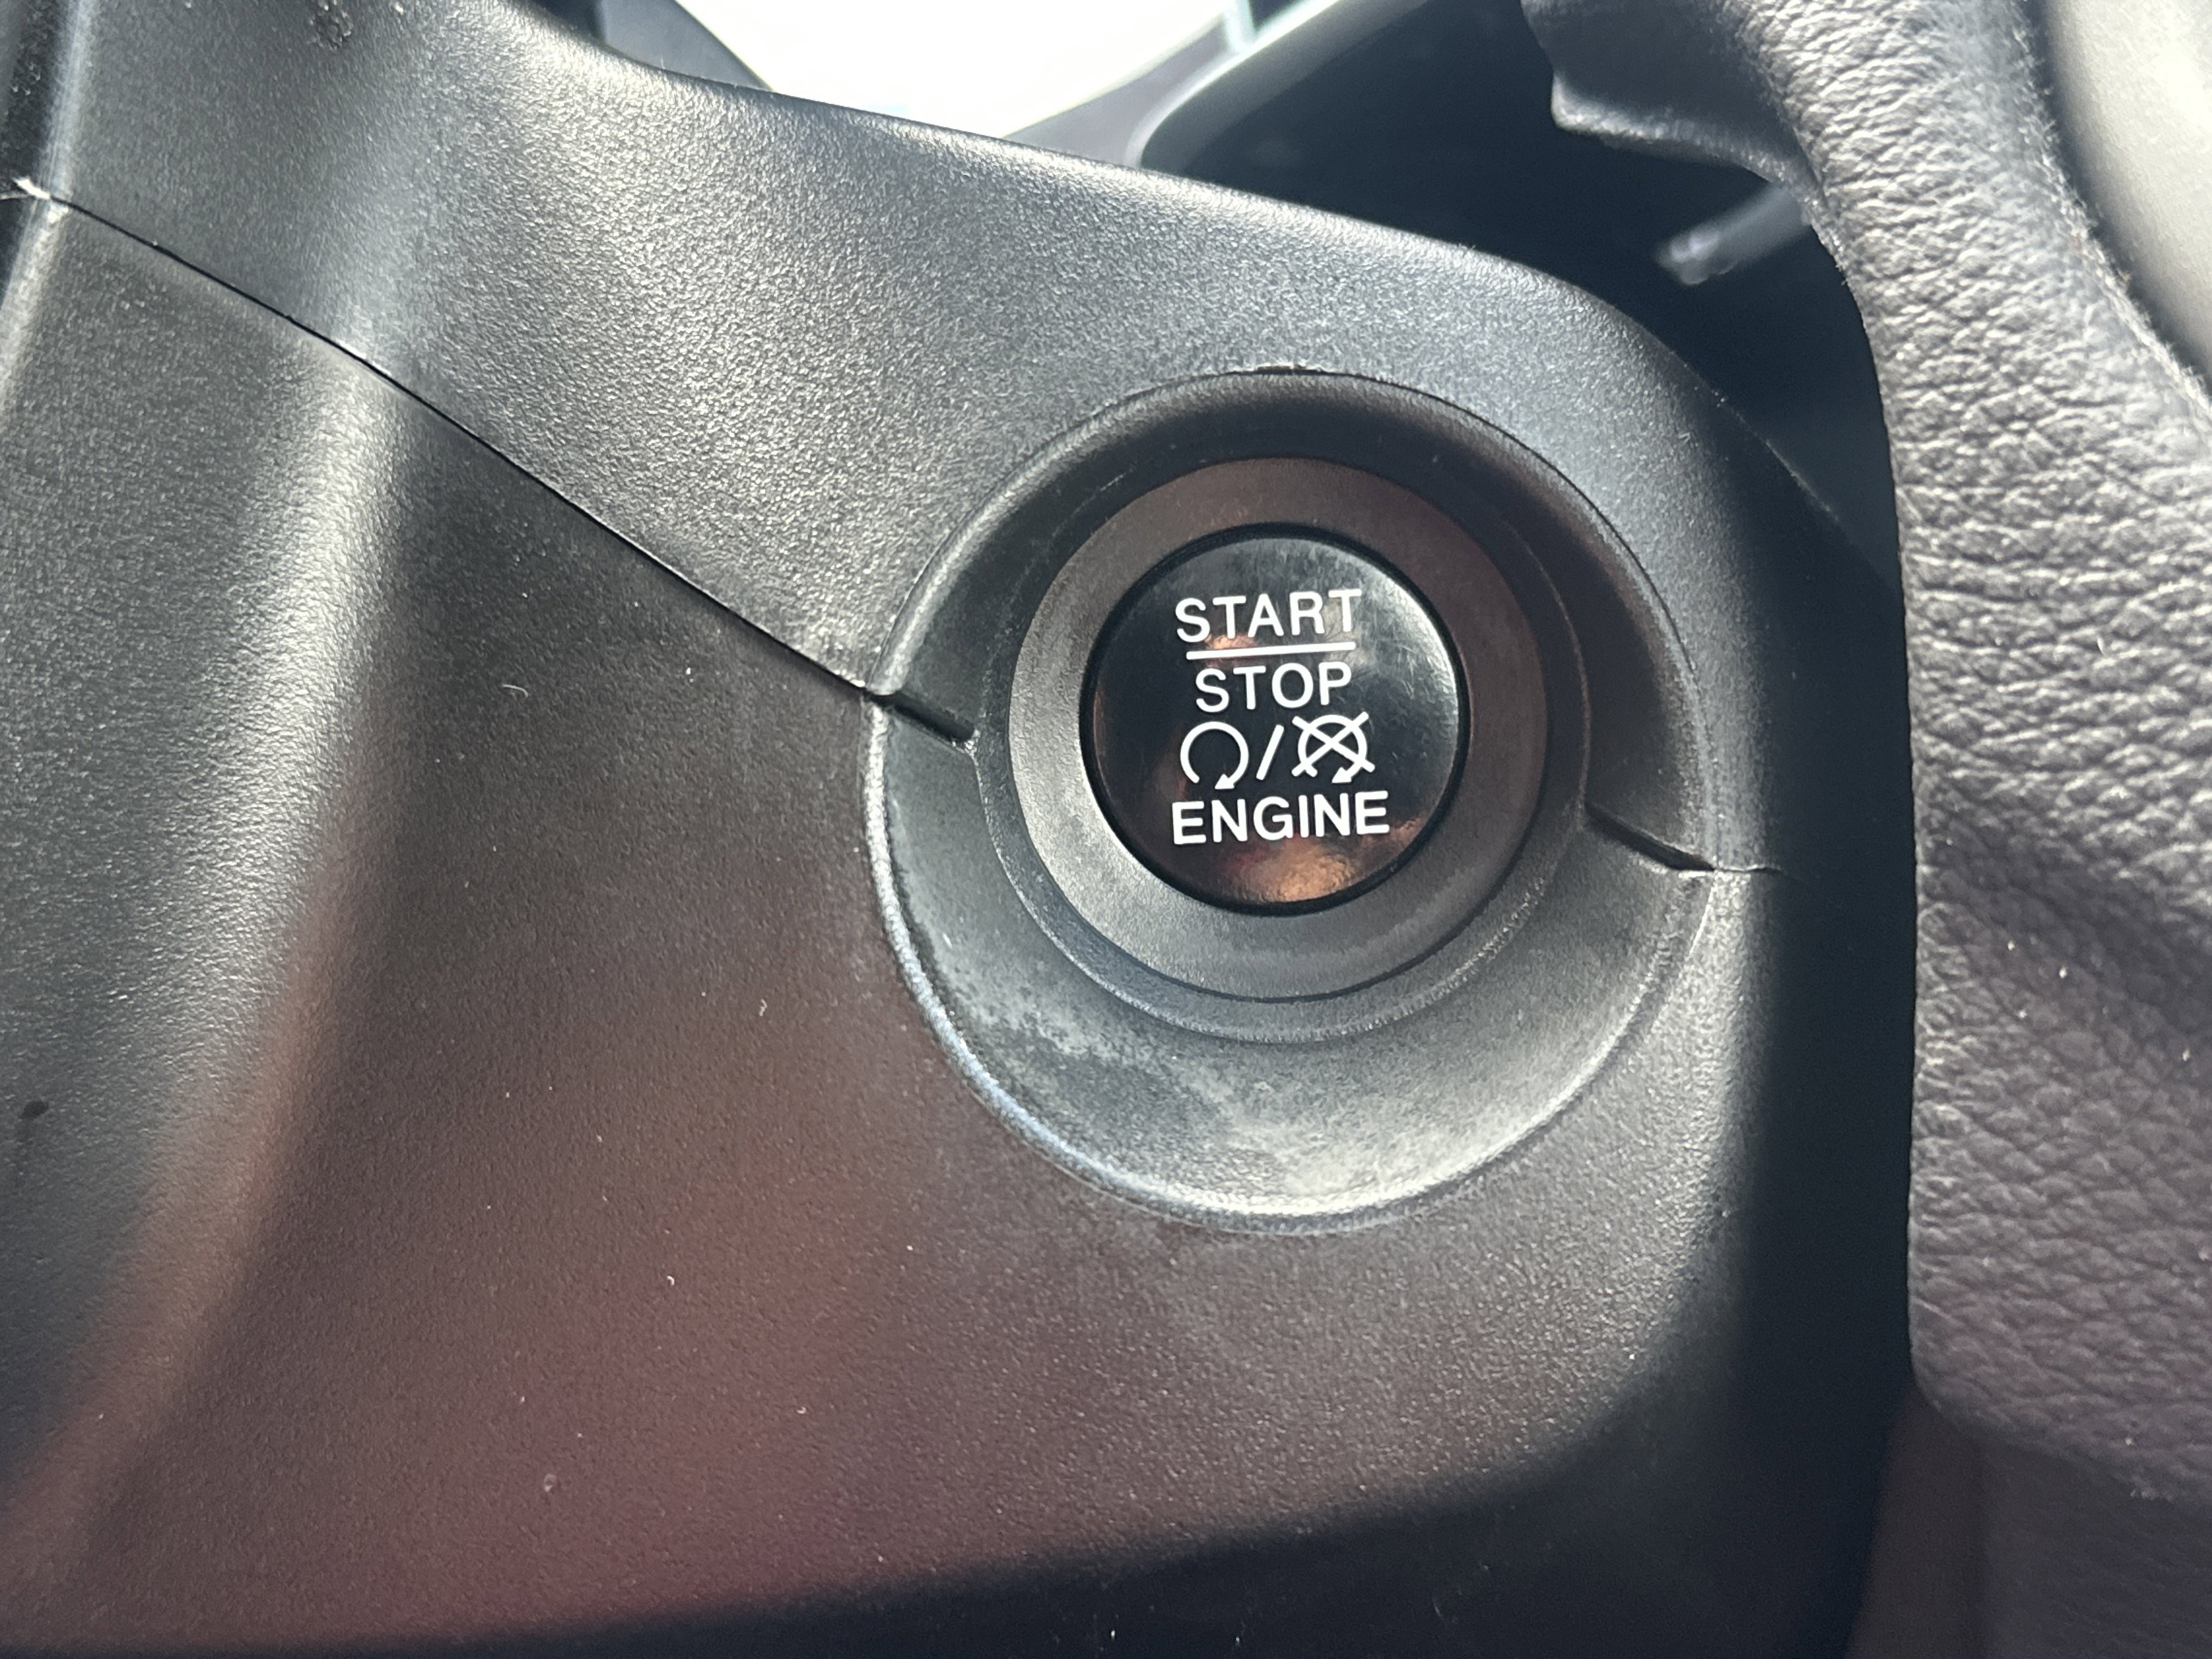 START
STOP
/
ENGINE